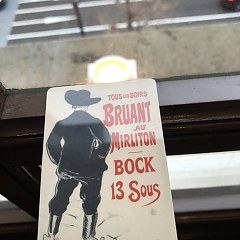 TOUS LES SOIRS
BRUANT
AU
MIRLITON
BOCK
13 SOUS